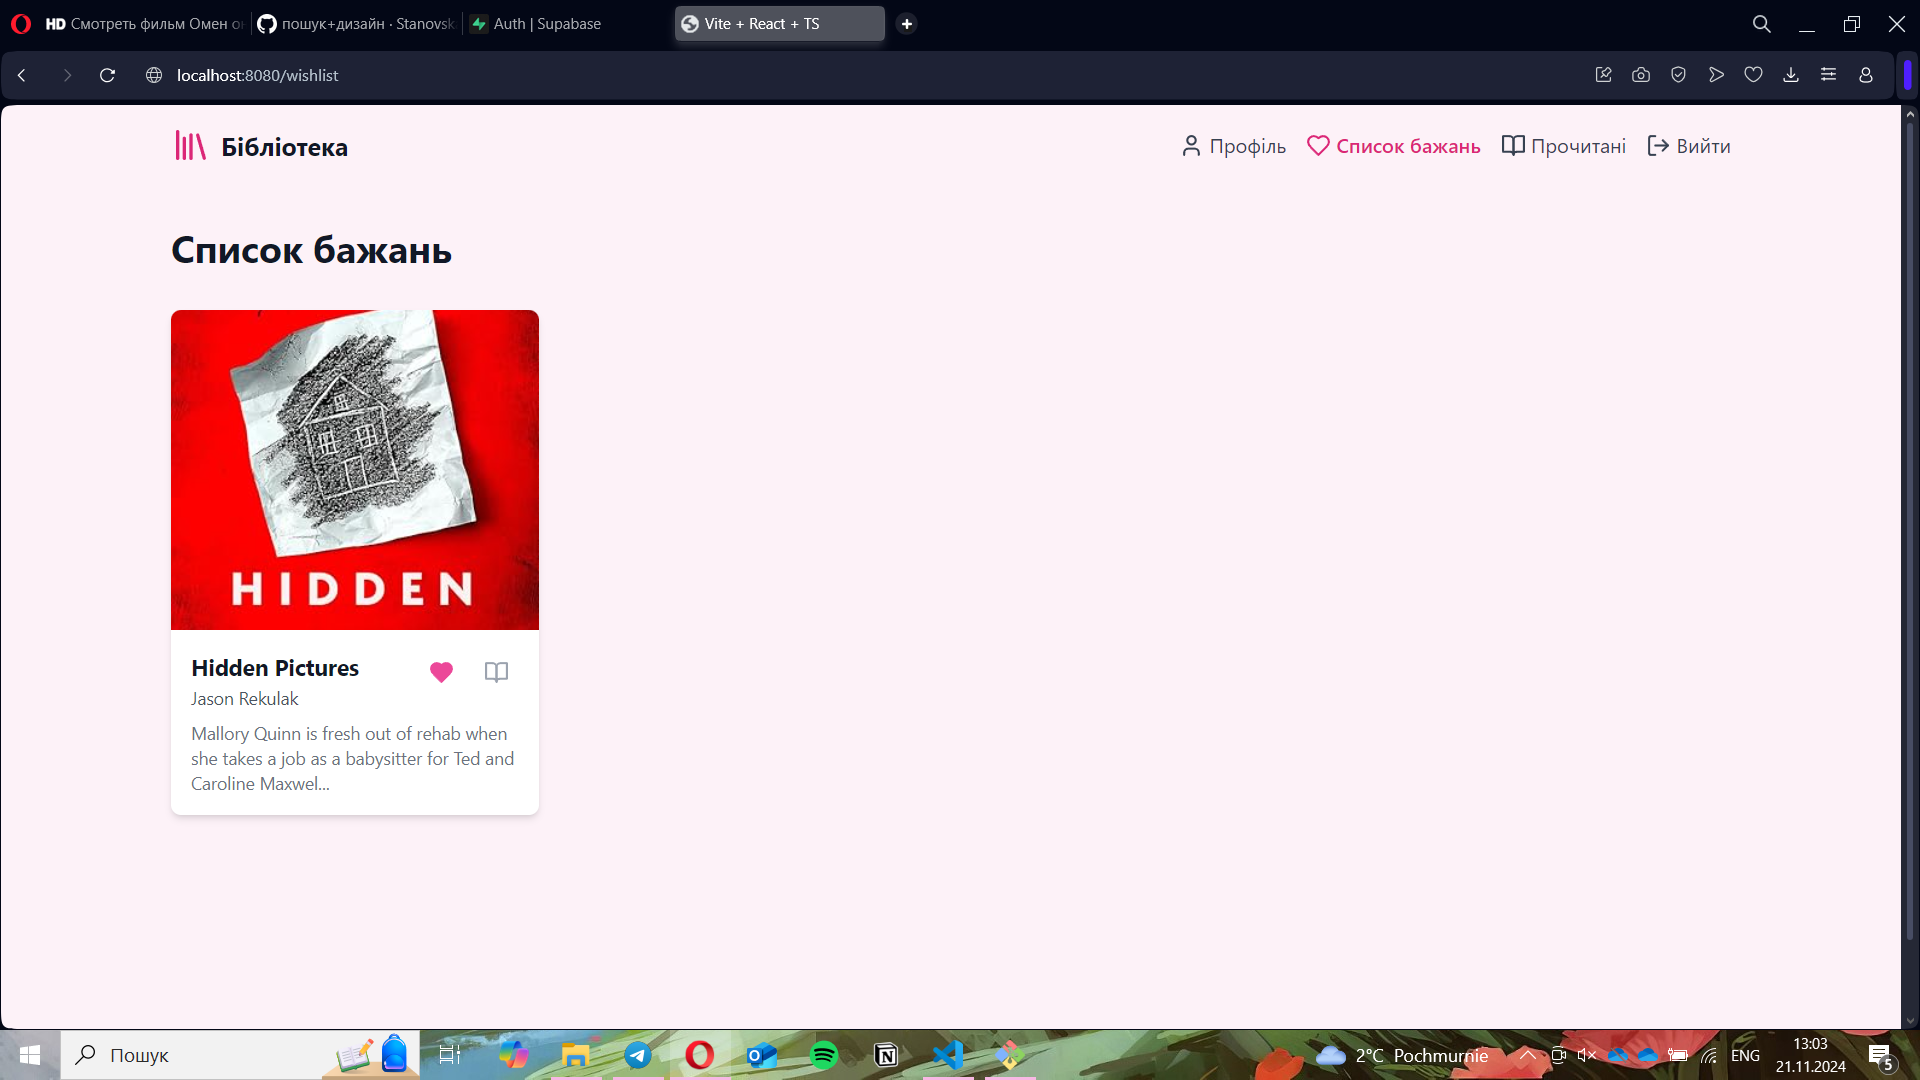 HD Смотреть фильм Омен о
пошук+дизайн · Stanovsk
Auth | Supabase
Vite + React + TS
localhost:8080/wishlist
Бібліотека
Профіль
Список бажань
Прочитані
Вийти
Список бажань
HIDDEN
Hidden Pictures
Jason Rekulak
Mallory Quinn is fresh out of rehab when
she takes a job as a babysitter for Ted and
Caroline Maxwel...
Пошук
2°C Pochmurnie
ENG
13:03
21.11.2024
5